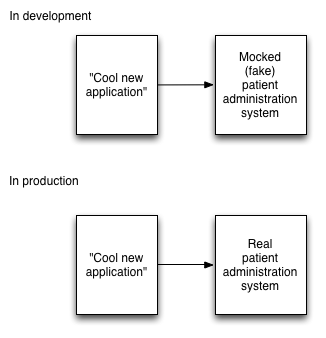 In development
"Cool new
application"
Mocked
(fake)
patient
administration
system
In production
"Cool new
application"
Real
patient
administration
system